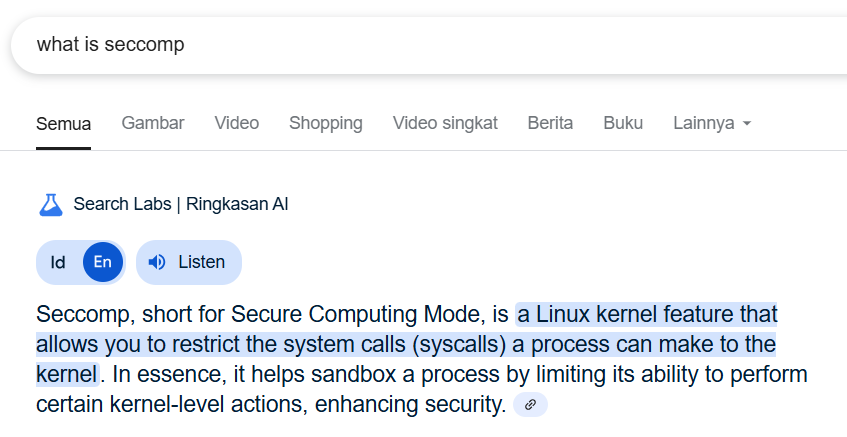 what is seccomp
Semua Gambar Video Shopping Video singkat Berita Buku Lainnya
Search Labs | Ringkasan AI
Id En Listen
Seccomp, short for Secure Computing Mode, is a Linux kernel feature that
allows you to restrict the system calls (syscalls) a process can make to the
kernel. In essence, it helps sandbox a process by limiting its ability to perform
certain kernel-level actions, enhancing security.